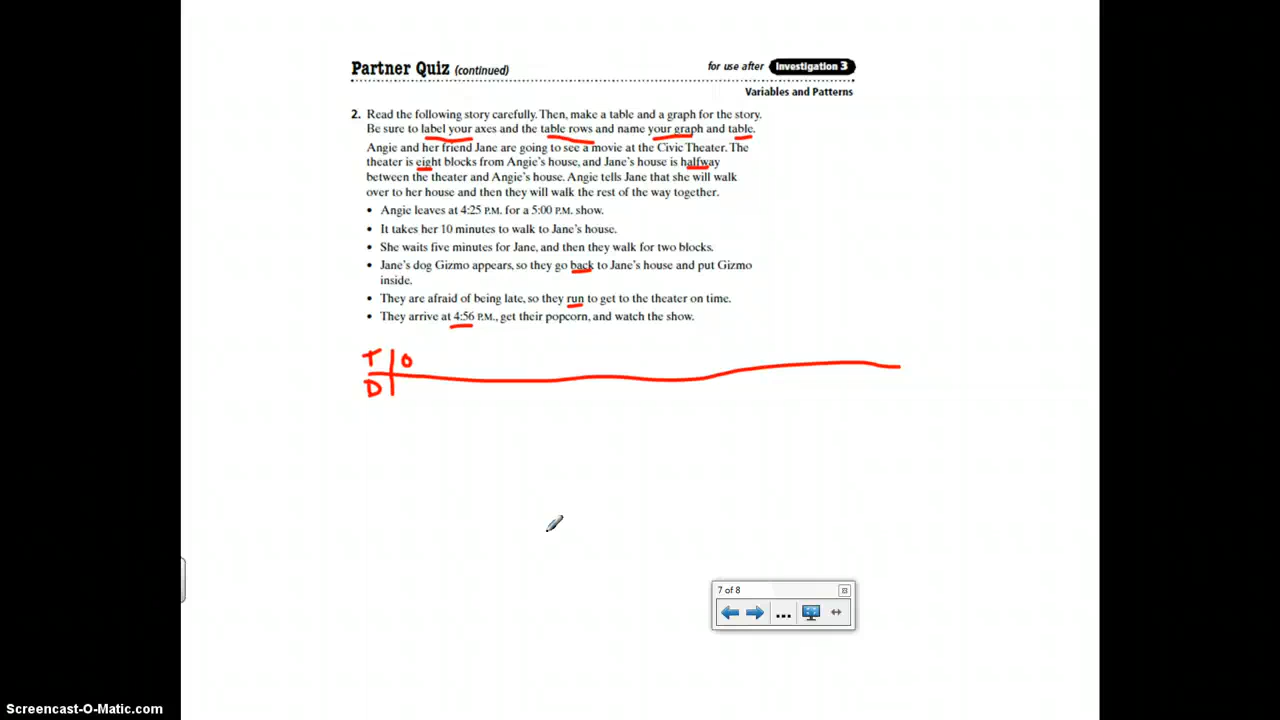 Partner Quiz (continued)
for use after Investigation 3
Variables and Patterns
2. Read the following story carefully. Then, make a table and a graph for the story.
Be sure to label your axes and the table rows and name your graph and table.
Angie and her friend Jane are going to see a movie at the Civic Theater. The
theater is eight blocks from Angie's house, and Jane's house is halfway
between the theater and Angie's house. Angie tells Jane that she will walk
over to her house and then they will walk the rest of the way together.
• Angie leaves at 4:25 P.M. for a 5:00 P.M. show.
• It takes her 10 minutes to walk to Jane's house.
• She waits five minutes for Jane, and then they walk for two blocks.
• Jane's dog Gizmo appears, so they go back to Jane's house and put Gizmo
inside.
• They are afraid of being late, so they run to get to the theater on time.
• They arrive at 4:56 P.M., get their popcorn, and watch the show.
T 0
D
7 of 8
Screencast-O-Matic.com